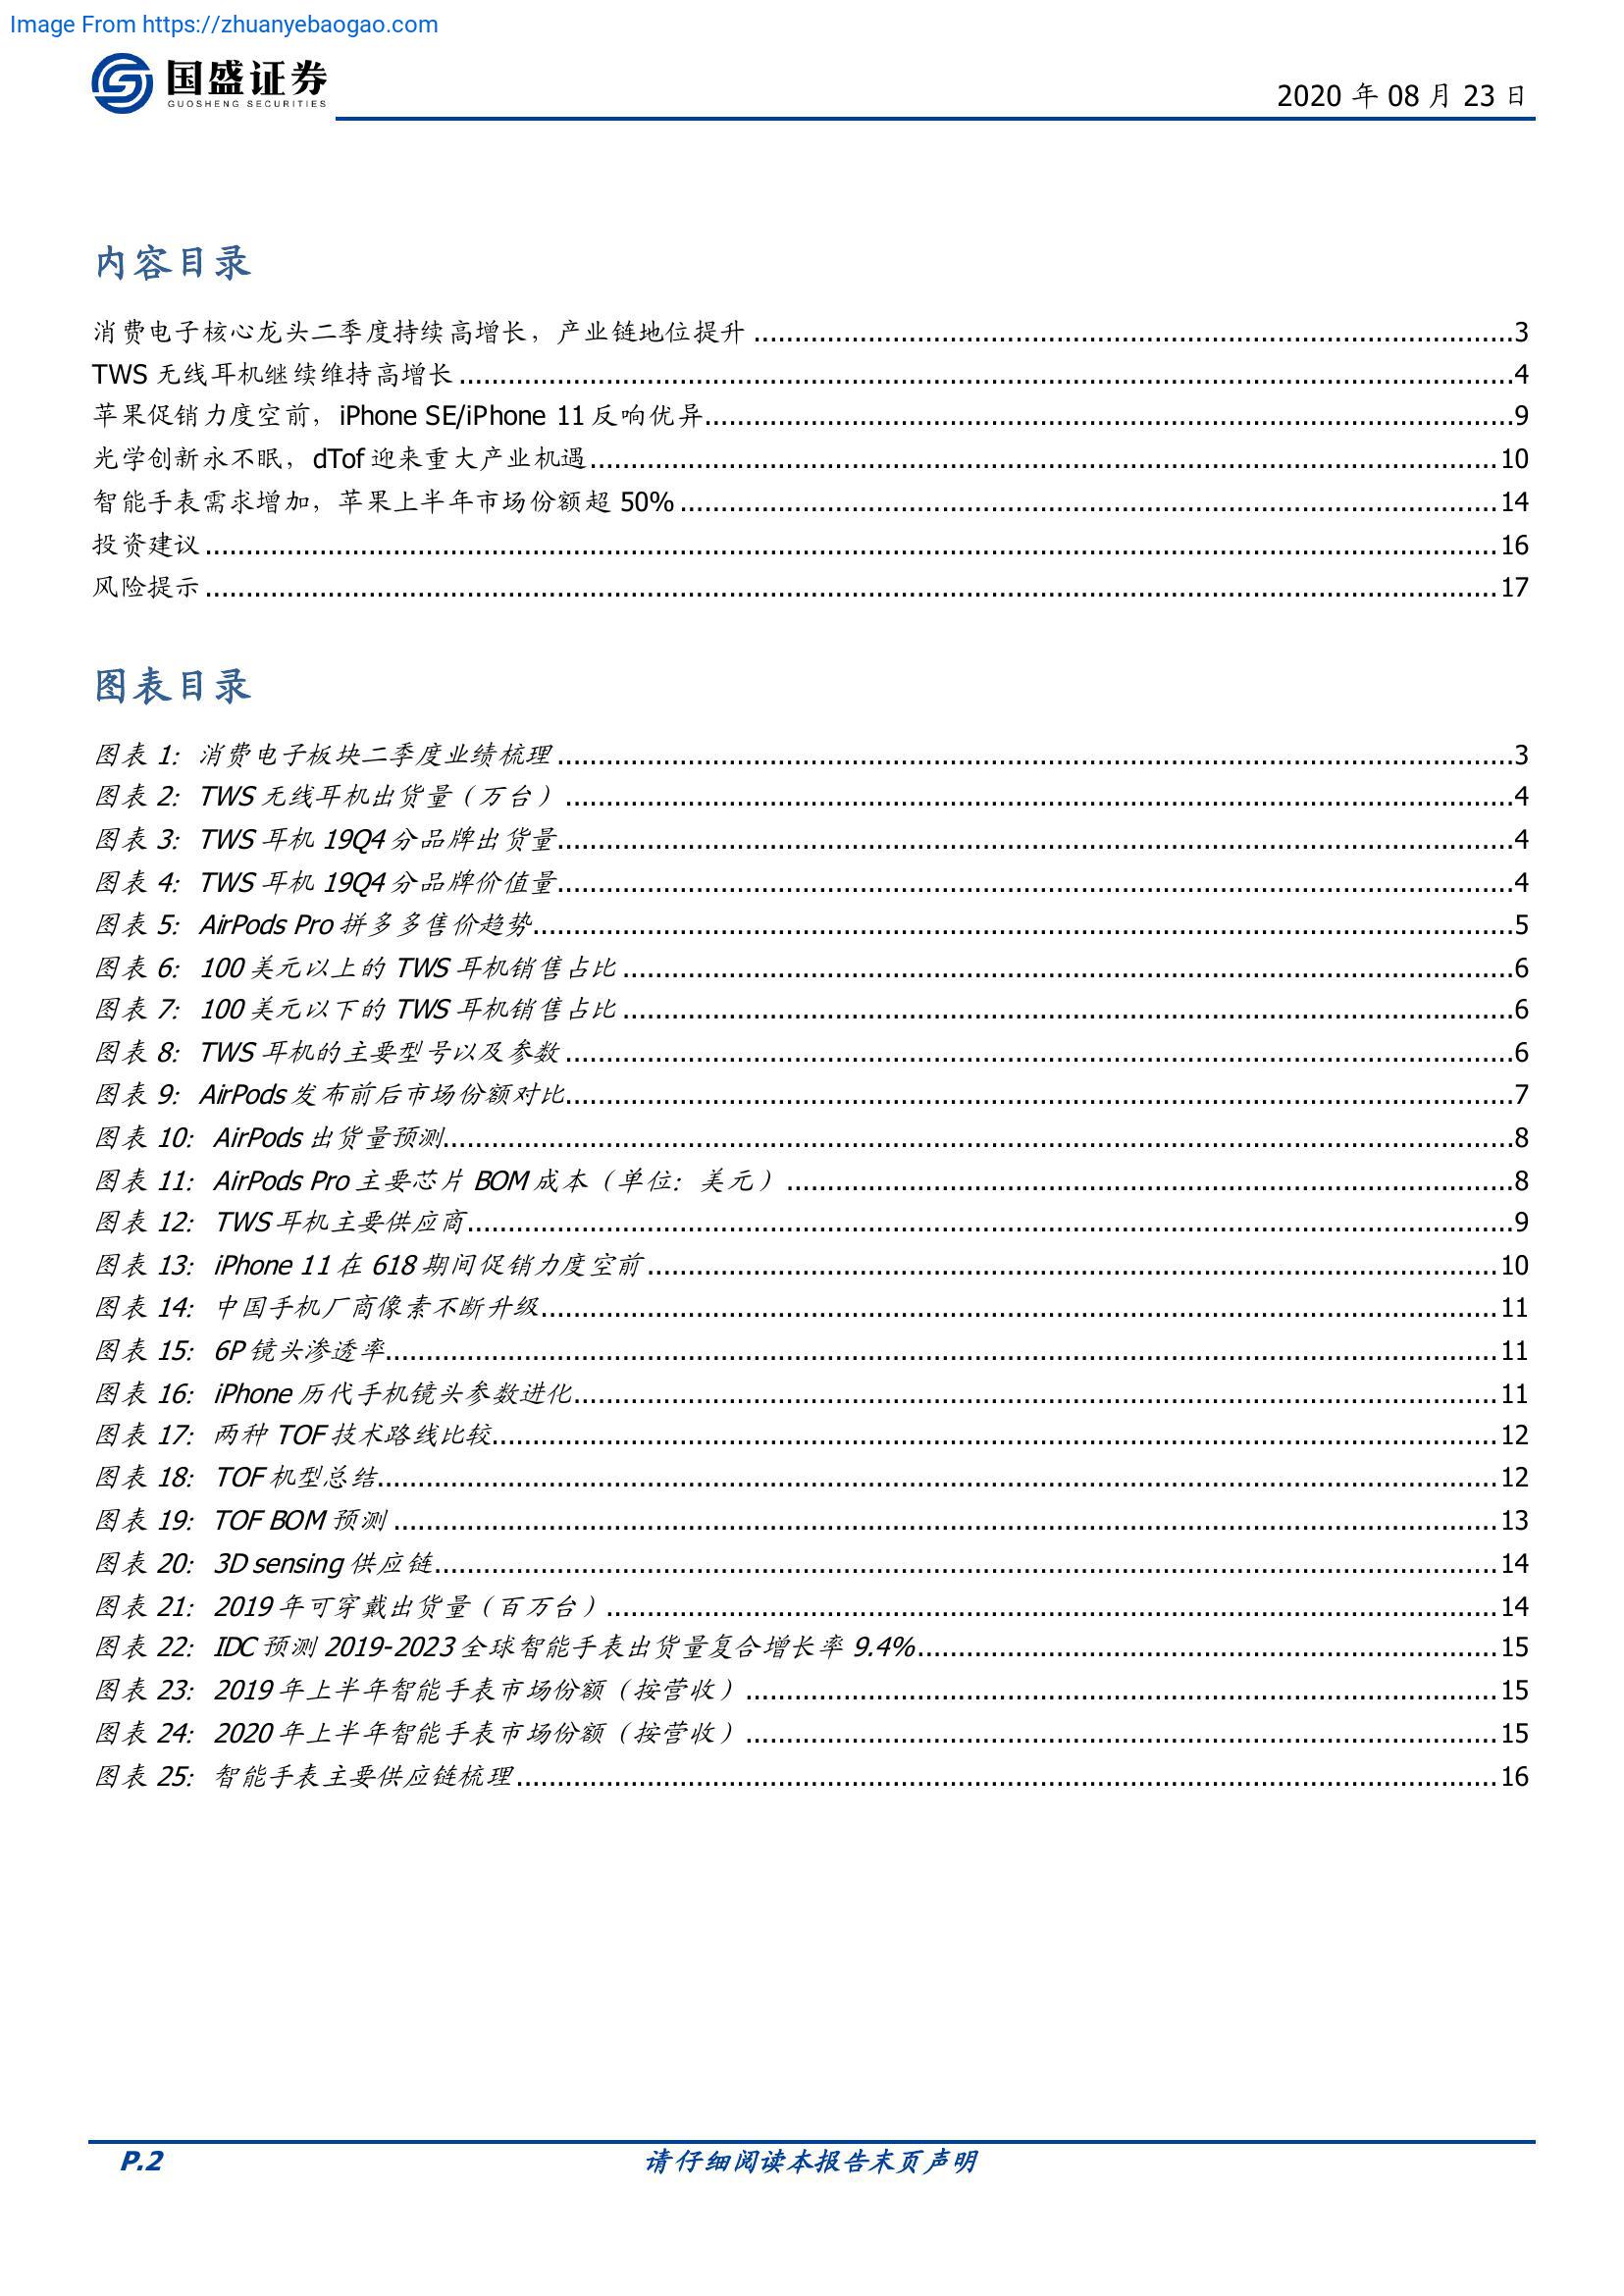 Image From https://zhuanyebaogao.com
国盛证券
GUOSHENG SECURITIES
2020 年 08 月 23 日
内容目录
消费电子核心龙头二季度持续高增长，产业链地位提升 ........ 3
TWS 无线耳机继续维持高增长 ........ 4
苹果促销力度空前，iPhone SE/iPhone 11 反响优异 ........ 9
光学创新永不眠，dTof 迎来重大产业机遇 ........ 10
智能手表需求增加，苹果上半年市场份额超 50% ........ 14
投资建议 ........ 16
风险提示 ........ 17
图表目录
图表 1：消费电子板块二季度业绩梳理 ........ 3
图表 2：TWS 无线耳机出货量（万台） ........ 4
图表 3：TWS 耳机 19Q4 分品牌出货量 ........ 4
图表 4：TWS 耳机 19Q4 分品牌价值量 ........ 4
图表 5：AirPods Pro 拼多多售价趋势 ........ 5
图表 6：100 美元以上的 TWS 耳机销售占比 ........ 6
图表 7：100 美元以下的 TWS 耳机销售占比 ........ 6
图表 8：TWS 耳机的主要型号以及参数 ........ 6
图表 9：AirPods 发布前后市场份额对比 ........ 7
图表 10：AirPods 出货量预测 ........ 8
图表 11：AirPods Pro 主要芯片 BOM 成本（单位：美元） ........ 8
图表 12：TWS 耳机主要供应商 ........ 9
图表 13：iPhone 11 在 618 期间促销力度空前 ........ 10
图表 14：中国手机厂商像素不断升级 ........ 11
图表 15：6P 镜头渗透率 ........ 11
图表 16：iPhone 历代手机镜头参数进化 ........ 11
图表 17：两种 TOF 技术路线比较 ........ 12
图表 18：TOF 机型总结 ........ 12
图表 19：TOF BOM 预测 ........ 13
图表 20：3D sensing 供应链 ........ 14
图表 21：2019 年可穿戴出货量（百万台） ........ 14
图表 22：IDC 预测 2019-2023 全球智能手表出货量复合增长率 9.4% ........ 15
图表 23：2019 年上半年智能手表市场份额（按营收） ........ 15
图表 24：2020 年上半年智能手表市场份额（按营收） ........ 15
图表 25：智能手表主要供应链梳理 ........ 16
P.2
请仔细阅读本报告末页声明